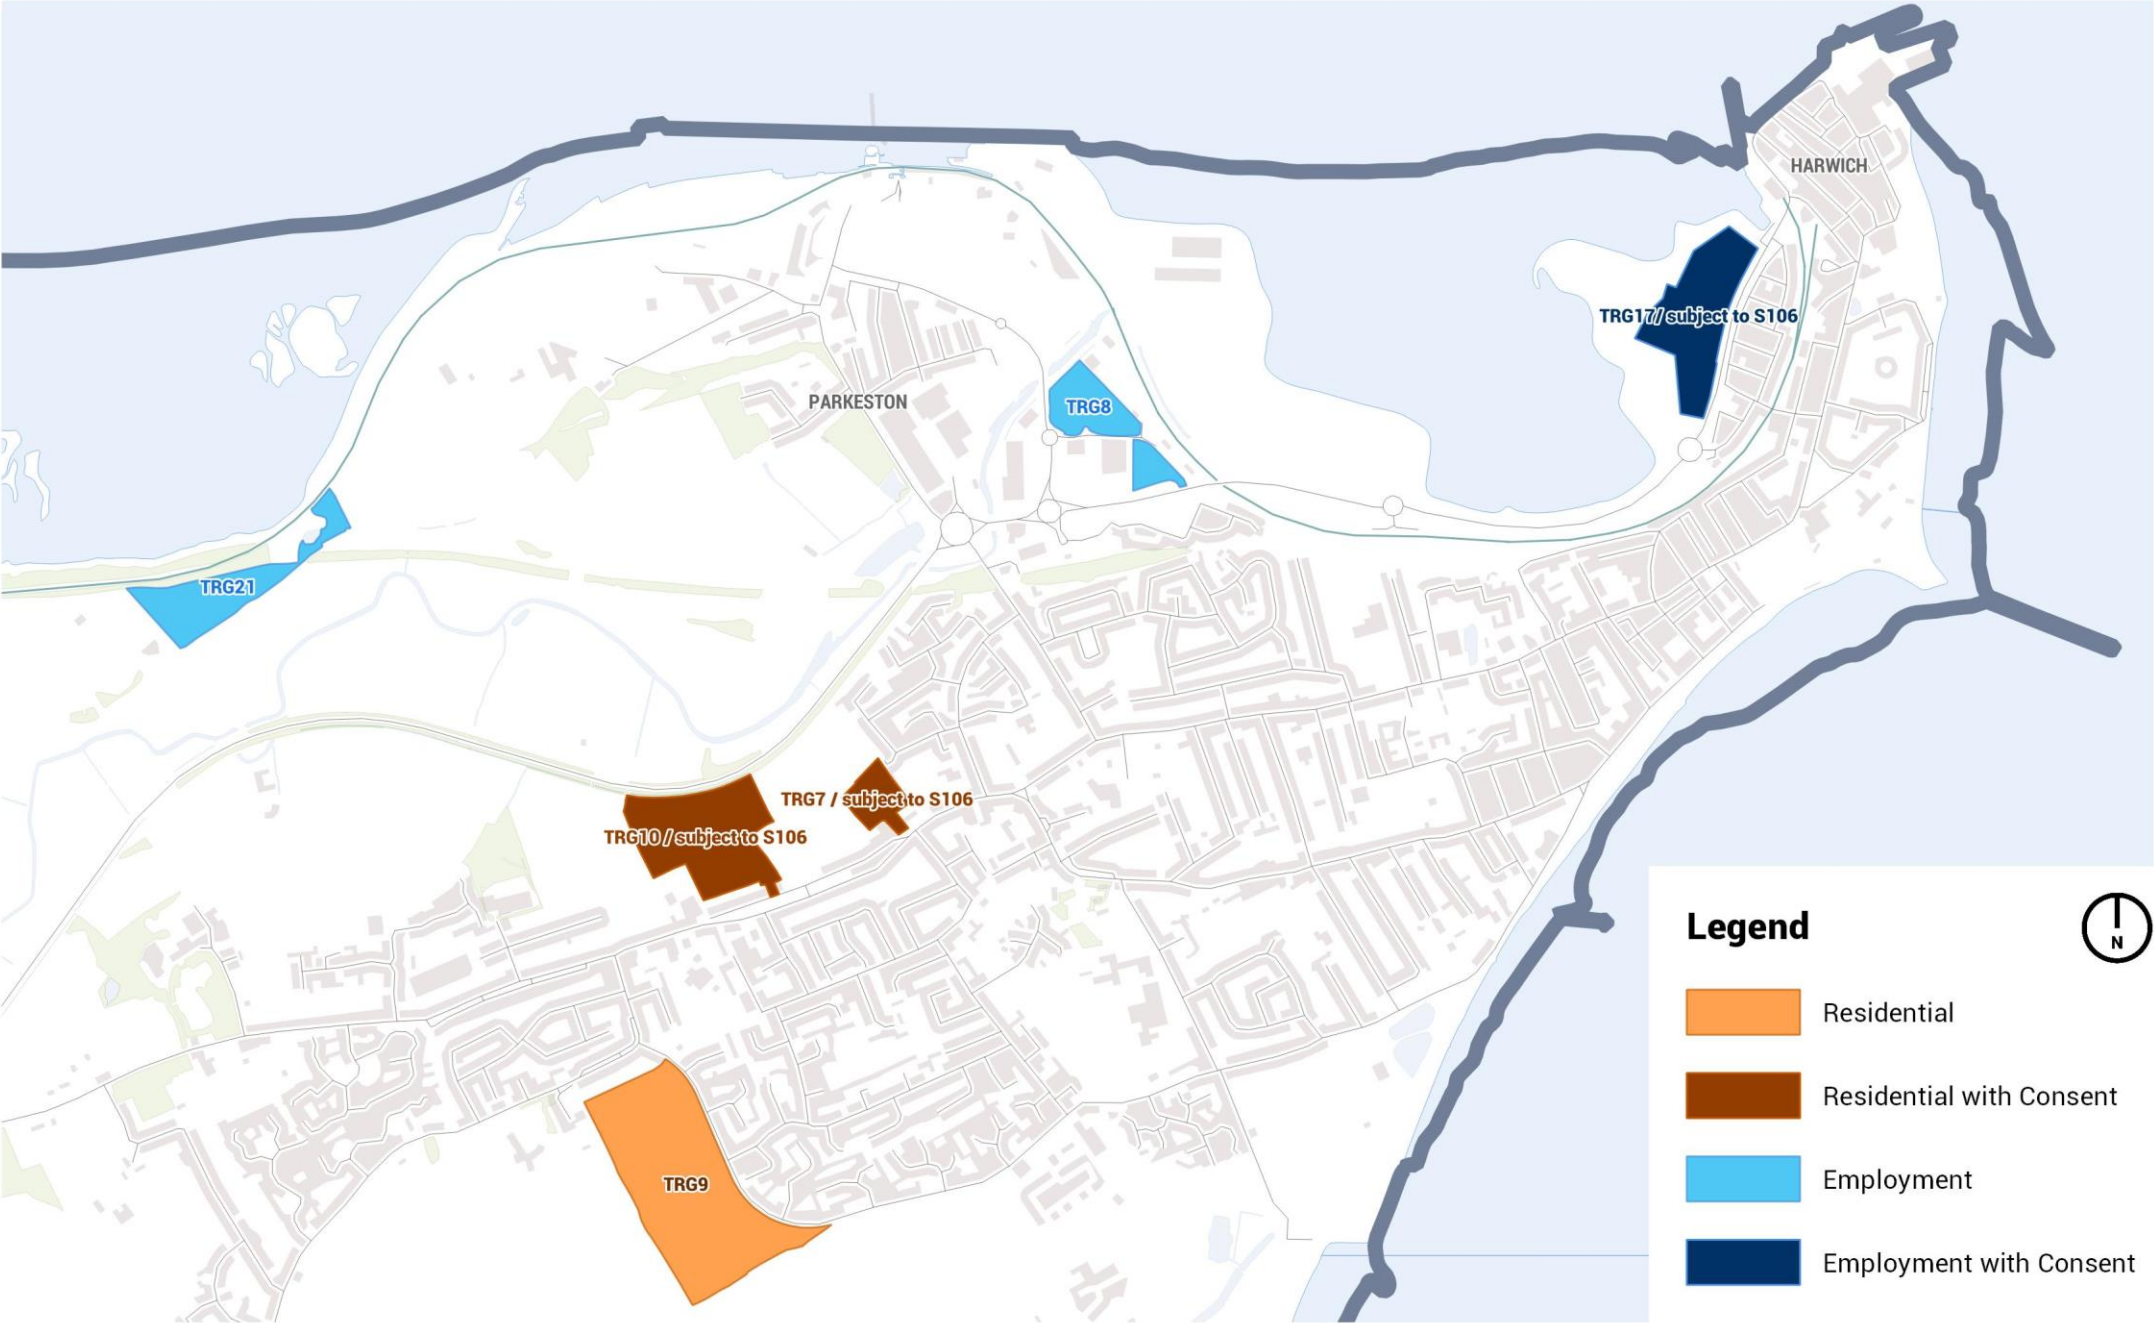 HARWICH
TRG17/ subject to S106
PARKESTON
TRG8
TRG21
TRG7 / subject to S106
TRG10 / subject to S106
TRG9
Legend
N
Residential
Residential with Consent
Employment
Employment with Consent